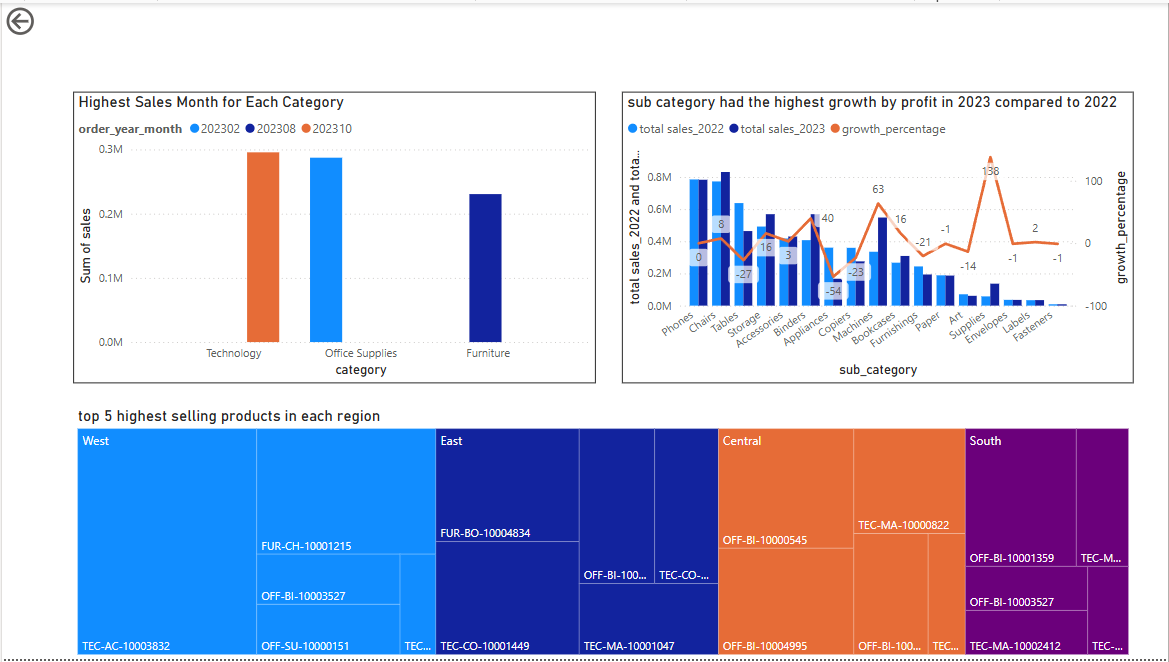 Highest Sales Month for Each Category
order_year_month 202302 202308 202310
0.3M
0.2M
0.1M
0.0M
Sum of sales
Technology Office Supplies Furniture
category
sub category had the highest growth by profit in 2023 compared to 2022
total sales_2022 total sales_2023 growth_percentage
total sales_2022 and tota...
0.8M
0.6M
0.4M
0.2M
0.0M
0 8 -27 16 3 40 -54 -23 63 16 -21 -1 -14 138 -1 2 -1
100
0
-100
growth_percentage
Phones Chairs Tables Storage Accessories Binders Appliances Copiers Machines Bookcases Furnishings Paper Art Supplies Envelopes Labels Fasteners
sub_category
top 5 highest selling products in each region
West
TEC-AC-10003832
FUR-CH-10001215
OFF-BI-10003527
OFF-SU-10000151
TEC...
East
FUR-BO-10004834
TEC-CO-10001449
OFF-BI-100...
TEC-CO-...
TEC-MA-10001047
Central
OFF-BI-10000545
OFF-BI-10004995
TEC-MA-10000822
OFF-BI-100...
TEC...
South
OFF-BI-10001359
TEC-M...
OFF-BI-10003527
TEC-MA-10002412
TEC-...